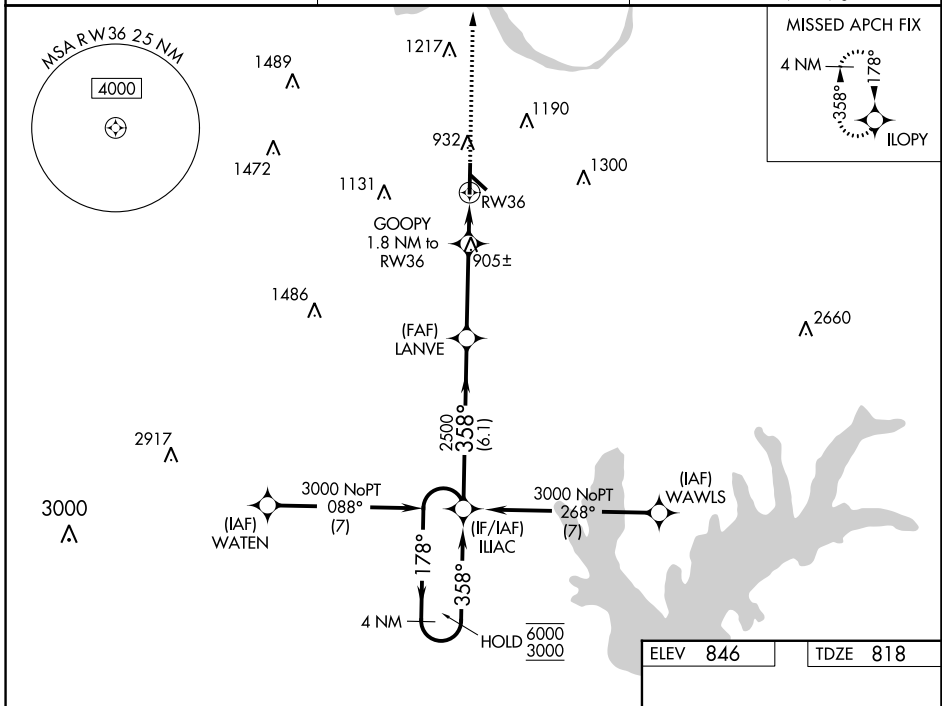 MSA RW36 25 NM
4000
1489
1472
1217
1190
932
1300
1131
MISSED APCH FIX
4 NM
358°
178°
ILOPY
RW36
GOOPY
1.8 NM to
RW36
905±
1486
(FAF)
LANVE
2660
2500
358°
(6.1)
2917
3000
(IAF)
WATEN
3000 NoPT
088°
(7)
(IF/IAF)
ILIAC
3000 NoPT
268°
(7)
(IAF)
WAWLS
178°
358°
4 NM
HOLD 6000
3000
ELEV 846
TDZE 818